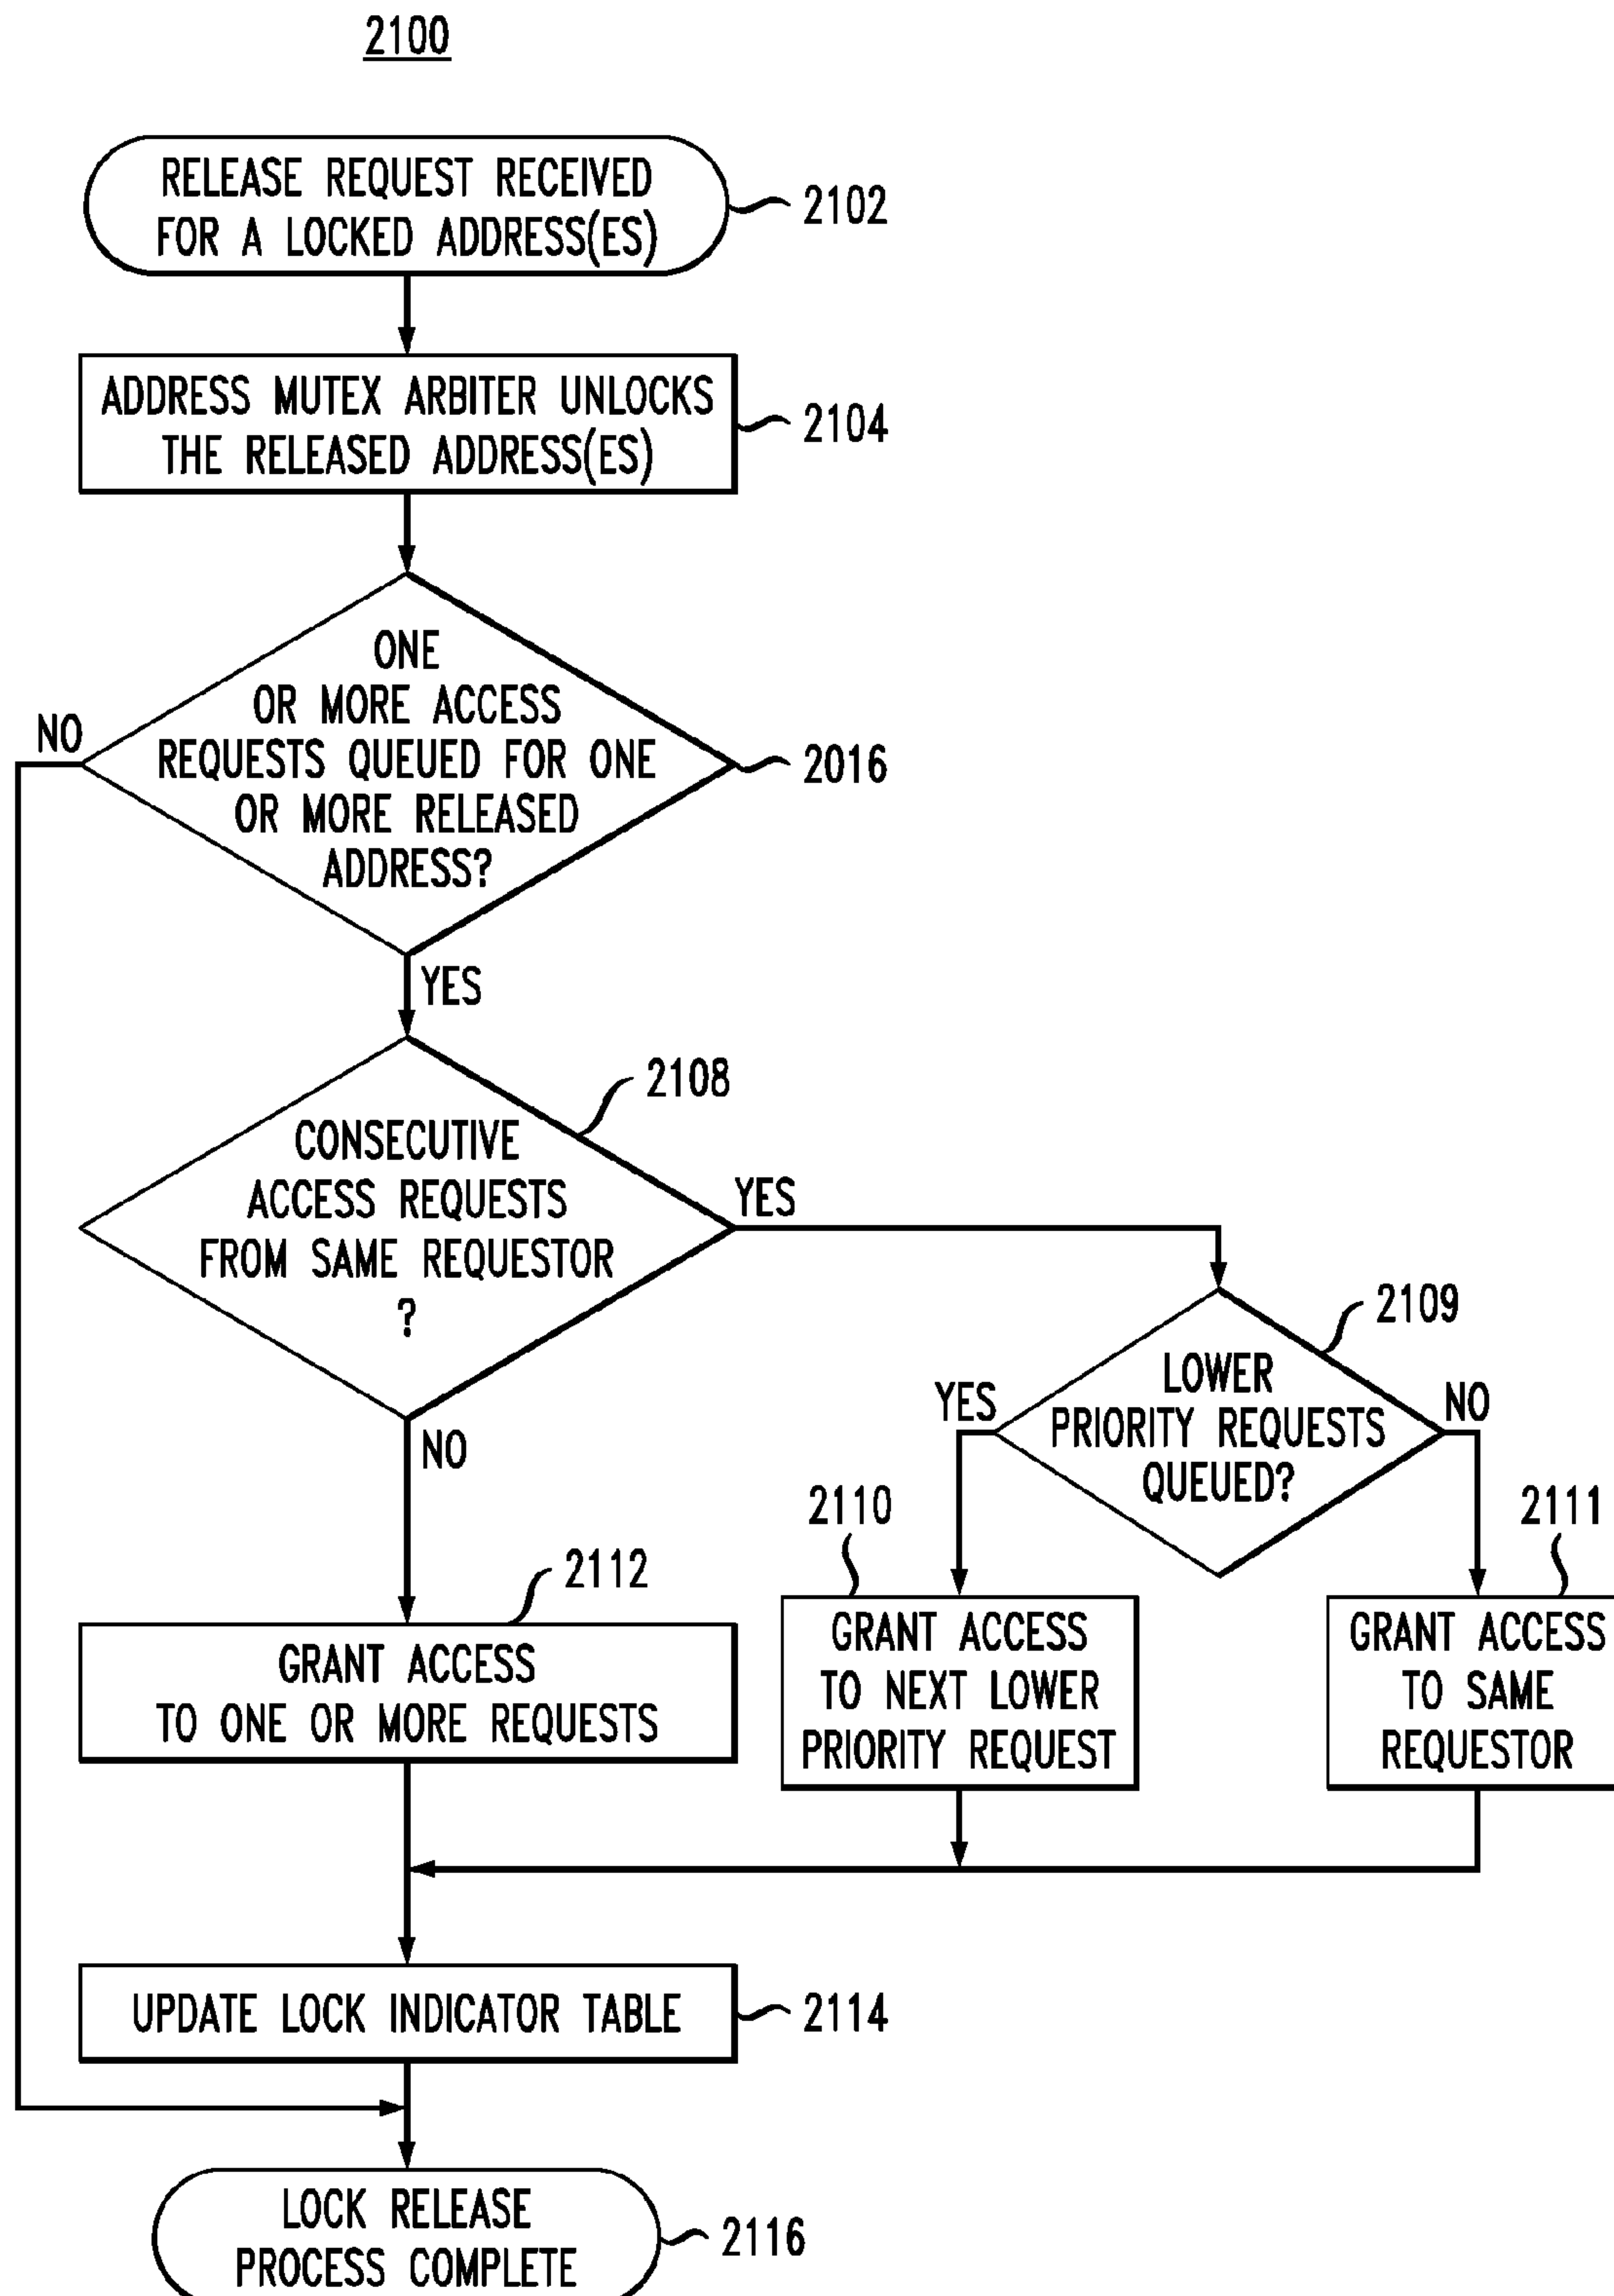 2100
RELEASE REQUEST RECEIVED
FOR A LOCKED ADDRESS(ES)
2102
ADDRESS MUTEX ARBITER UNLOCKS
THE RELEASED ADDRESS(ES)
2104
ONE
OR MORE ACCESS
REQUESTS QUEUED FOR ONE
OR MORE RELEASED
ADDRESS?
NO
2016
YES
2108
CONSECUTIVE
ACCESS REQUESTS
FROM SAME REQUESTOR
?
YES
NO
2109
LOWER
PRIORITY REQUESTS
QUEUED?
YES
NO
2110
2111
2112
GRANT ACCESS
TO ONE OR MORE REQUESTS
GRANT ACCESS
TO NEXT LOWER
PRIORITY REQUEST
GRANT ACCESS
TO SAME
REQUESTOR
UPDATE LOCK INDICATOR TABLE
2114
LOCK RELEASE
PROCESS COMPLETE
2116